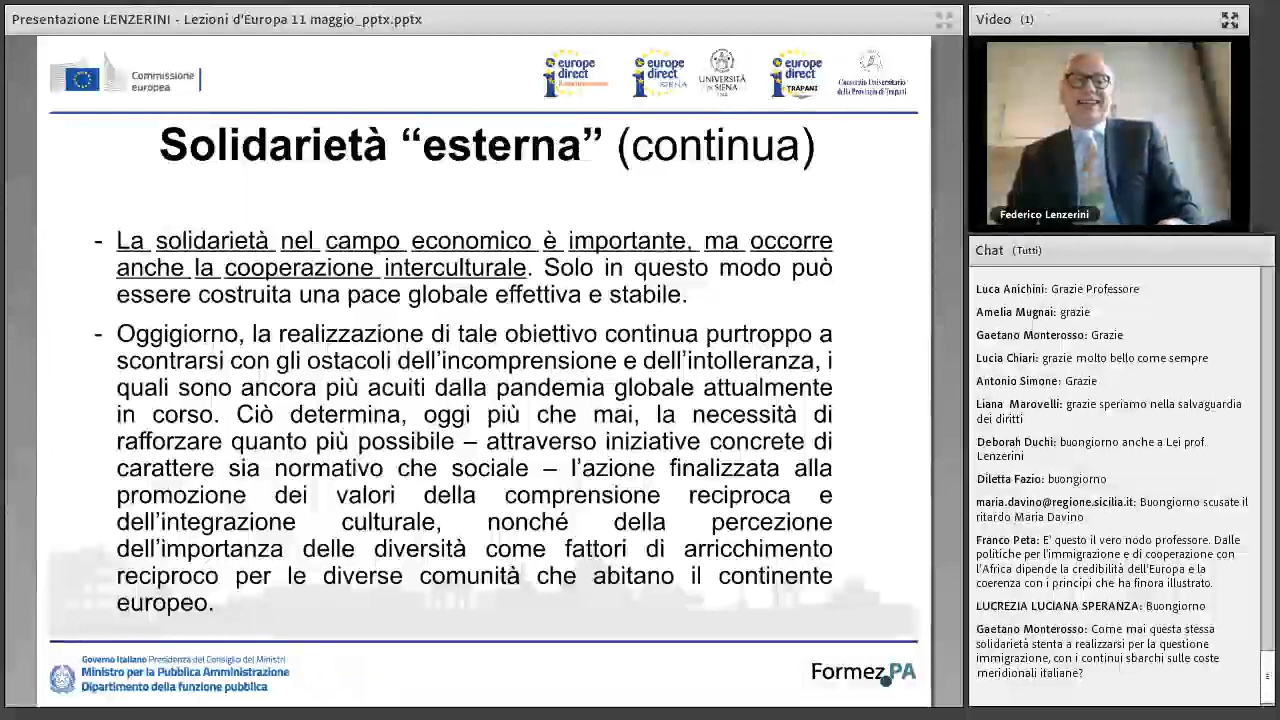 Presentazione LENZERINI - Lezioni d'Europa 11 maggio_pptx.pptx
Commissione
europea
europe
direct
europe
direct
SIENA
UNIVERSITÀ
DI SIENA
europe
direct
TRAPANI
Consorzio Universitario
della Provincia di Trapani
Solidarietà “esterna” (continua)
- La solidarietà nel campo economico è importante, ma occorre
anche la cooperazione interculturale. Solo in questo modo può
essere costruita una pace globale effettiva e stabile.
- Oggigiorno, la realizzazione di tale obiettivo continua purtroppo a
scontrarsi con gli ostacoli dell’incomprensione e dell’intolleranza, i
quali sono ancora più acuiti dalla pandemia globale attualmente
in corso. Ciò determina, oggi più che mai, la necessità di
rafforzare quanto più possibile – attraverso iniziative concrete di
carattere sia normativo che sociale – l’azione finalizzata alla
promozione dei valori della comprensione reciproca e
dell’integrazione culturale, nonché della percezione
dell’importanza delle diversità come fattori di arricchimento
reciproco per le diverse comunità che abitano il continente
europeo.
Governo Italiano Presidenza del Consiglio dei Ministri
Ministro per la Pubblica Amministrazione
Dipartimento della funzione pubblica
Formez PA
Video (1)
Federico Lenzerini
Chat (Tutti)
Luca Anichini: Grazie Professore
Amelia Mugnai: grazie
Gaetano Monterosso: Grazie
Lucia Chiari: grazie molto bello come sempre
Antonio Simone: Grazie
Liana Marovelli: grazie speriamo nella salvaguardia
dei diritti
Deborah Duchi: buongiorno anche a Lei prof.
Lenzerini
Diletta Fazio: buongiorno
maria.davino@regione.sicilia.it: Buongiorno scusate il
ritardo Maria Davino
Franco Peta: E' questo il vero nodo professore. Dalle
politiche per l'immigrazione e di cooperazione con
l'Africa dipende la credibilità dell'Europa e la
coerenza con i principi che ha finora illustrato.
LUCREZIA LUCIANA SPERANZA: Buongiorno
Gaetano Monterosso: Come mai questa stessa
solidarietà stenta a realizzarsi per la questione
immigrazione, con i continui sbarchi sulle coste
meridionali italiane?